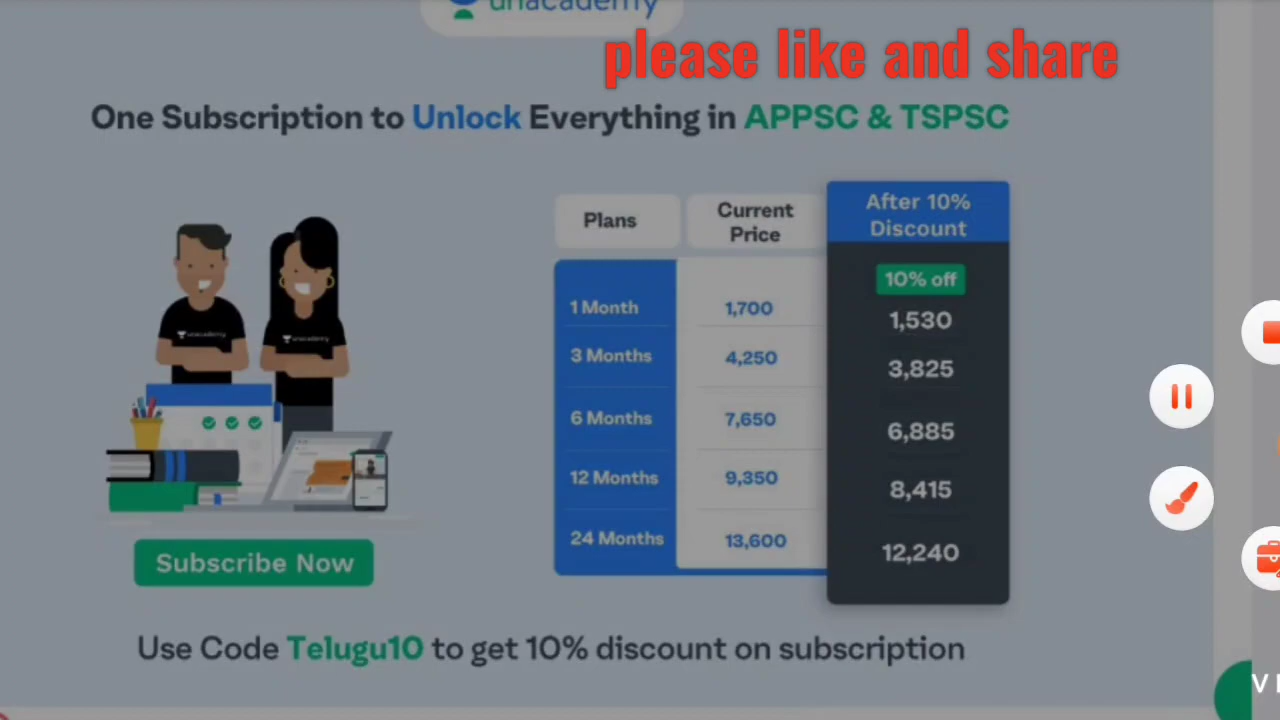 unacademy
please like and share
One Subscription to Unlock Everything in APPSC & TSPSC
Plans
Current
Price
After 10%
Discount
10% off
1 Month
1,700
1,530
3 Months
4,250
3,825
6 Months
7,650
6,885
12 Months
9,350
8,415
24 Months
13,600
12,240
unacademy
unacademy
Subscribe Now
Use Code Telugu10 to get 10% discount on subscription